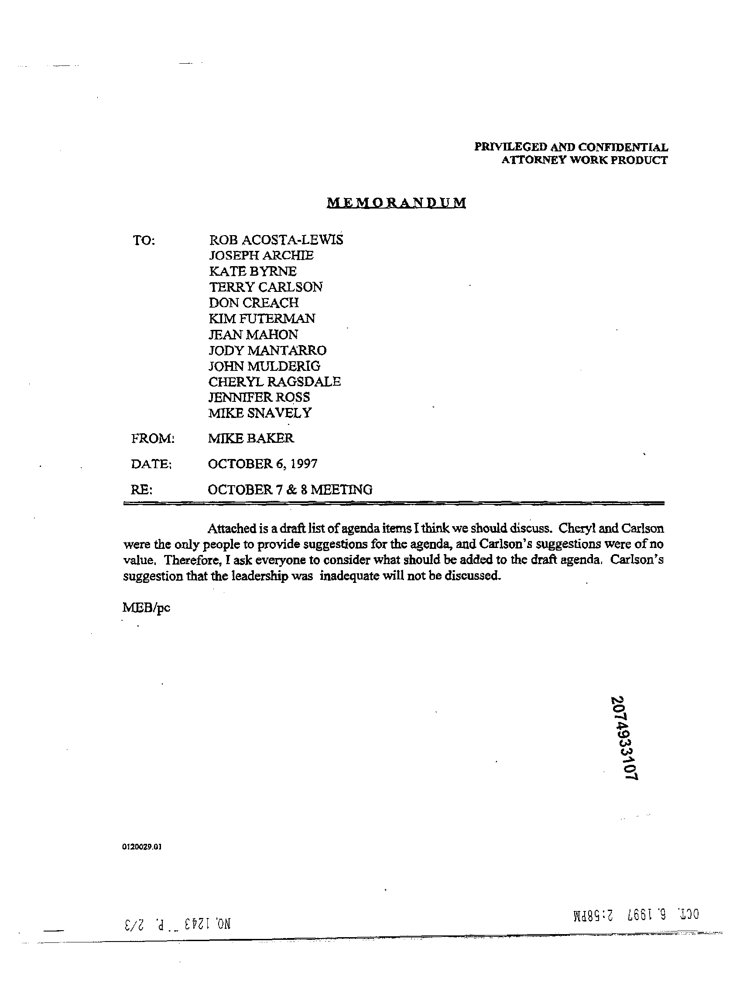 PRIVILEGED AND CONFIDENTIAL
ATTORNEY WORK PRODUCT
MEMORANDUM
TO: ROB ACOSTA-LEWIS
JOSEPH ARCHIE
KATE BYRNE
TERRY CARLSON
DON CREACH
KIM FUTERMAN
JEAN MAHON
JODY MANTARRO
JOHN MULDERIG
CHERYL RAGSDALE
JENNIFER ROSS
MIKE SNAVELY
FROM: MIKE BAKER
DATE: OCTOBER 6, 1997
RE: OCTOBER 7 & 8 MEETING
Attached is a draft list of agenda items I think we should discuss. Cheryl and Carlson
were the only people to provide suggestions for the agenda, and Carlson's suggestions were of no
value. Therefore, I ask everyone to consider what should be added to the draft agenda. Carlson's
suggestion that the leadership was inadequate will not be discussed.
MEB/pc
2074933107
0120029.01
OCT. 6. 1997 2:58PM
NO. 1243 P. 2/3